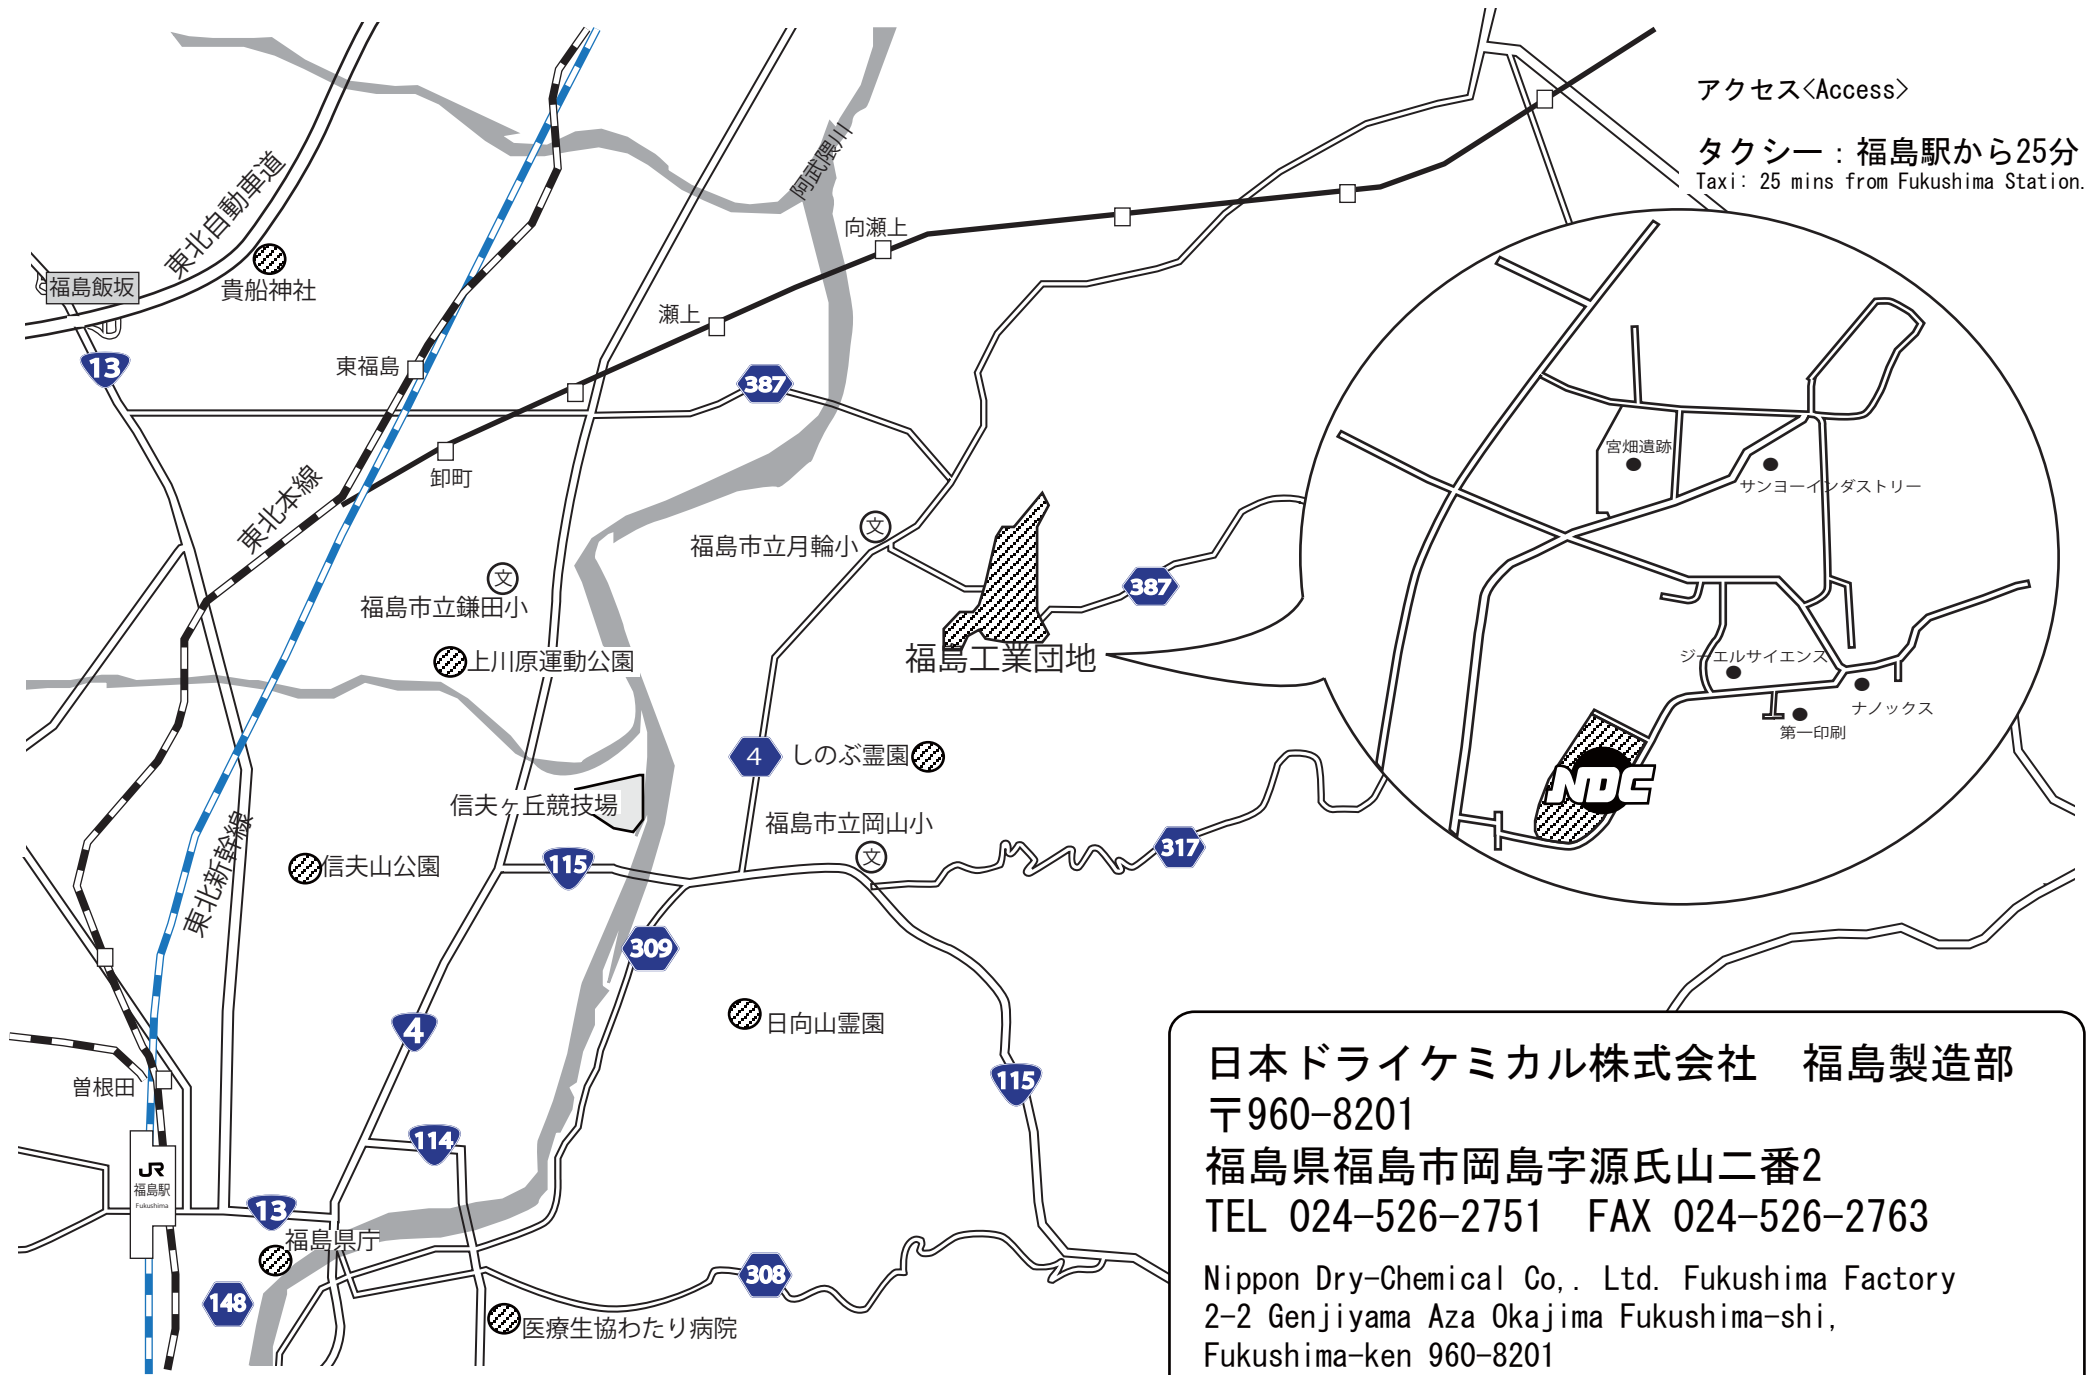 アクセス<Access>
タクシー：福島駅から25分
Taxi: 25 mins from Fukushima Station.
東北自動車道
阿武隈川
向瀬上
福島飯坂
貴船神社
瀬上
13
東福島
387
宮畑遺跡
卸町
サンヨーインダストリー
東北本線
福島市立月輪小
文
文
福島市立鎌田小
387
上川原運動公園
福島工業団地
ジーエルサイエンス
ナノックス
第一印刷
4
しのぶ霊園
NDC
信夫ヶ丘競技場
福島市立岡山小
文
317
東北新幹線
信夫山公園
115
309
日向山霊園
4
115
曽根田
114
JR
福島駅
Fukushima
13
福島県庁
148
308
医療生協わたり病院
日本ドライケミカル株式会社　福島製造部
〒960-8201
福島県福島市岡島字源氏山二番2
TEL 024-526-2751　FAX 024-526-2763
Nippon Dry-Chemical Co,. Ltd. Fukushima Factory
2-2 Genjiyama Aza Okajima Fukushima-shi,
Fukushima-ken 960-8201